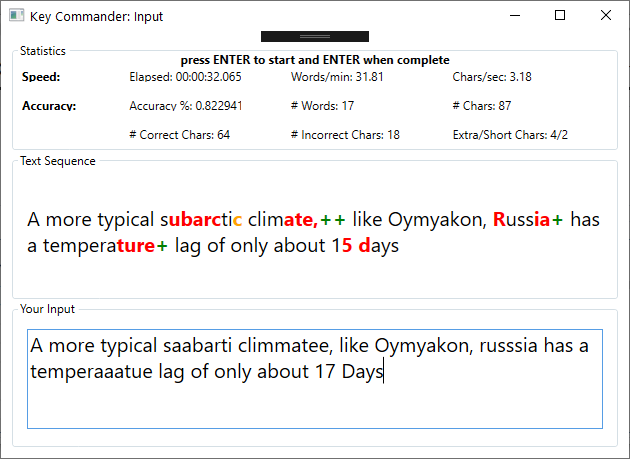 Key Commander: Input
Statistics
press ENTER to start and ENTER when complete
Speed: Elapsed: 00:00:32.065 Words/min: 31.81 Chars/sec: 3.18
Accuracy: Accuracy %: 0.822941 # Words: 17 # Chars: 87
# Correct Chars: 64 # Incorrect Chars: 18 Extra/Short Chars: 4/2
Text Sequence
A more typical subarctic climate,++ like Oymyakon, Russia+ has
a temperature+ lag of only about 15 days
Your Input
A more typical saabarti climmatee, like Oymyakon, russsia has a
temperaaatue lag of only about 17 Days